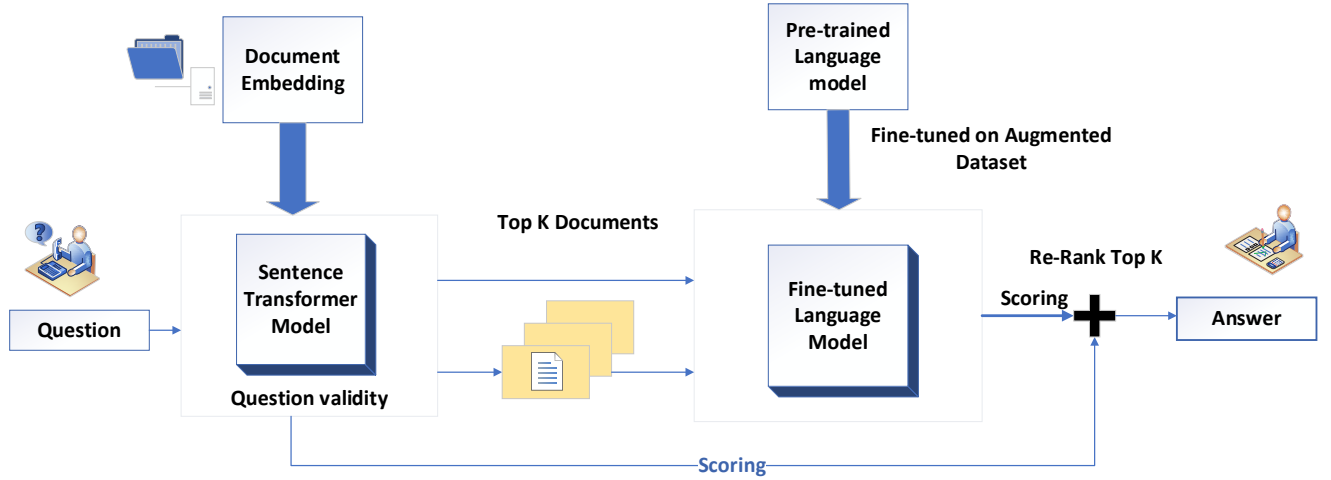 Document
Embedding
Pre-trained
Language
model
Fine-tuned on Augmented
Dataset
?
Top K Documents
Sentence
Transformer
Model
Question validity
Question
Fine-tuned
Language
Model
Re-Rank Top K
Scoring
Answer
Scoring